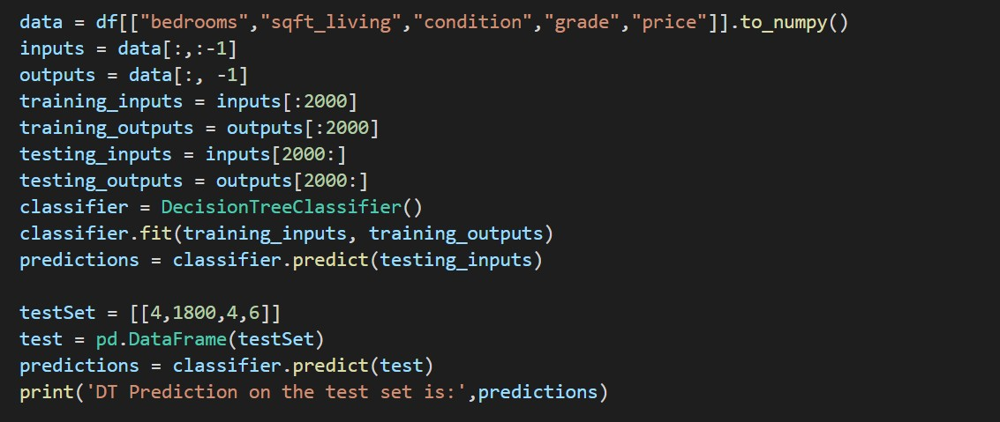 data = df[["bedrooms","sqft_living","condition","grade","price"]].to_numpy()
inputs = data[:,:-1]
outputs = data[:, -1]
training_inputs = inputs[:2000]
training_outputs = outputs[:2000]
testing_inputs = inputs[2000:]
testing_outputs = outputs[2000:]
classifier = DecisionTreeClassifier()
classifier.fit(training_inputs, training_outputs)
predictions = classifier.predict(testing_inputs)
testSet = [[4,1800,4,6]]
test = pd.DataFrame(testSet)
predictions = classifier.predict(test)
print('DT Prediction on the test set is:',predictions)